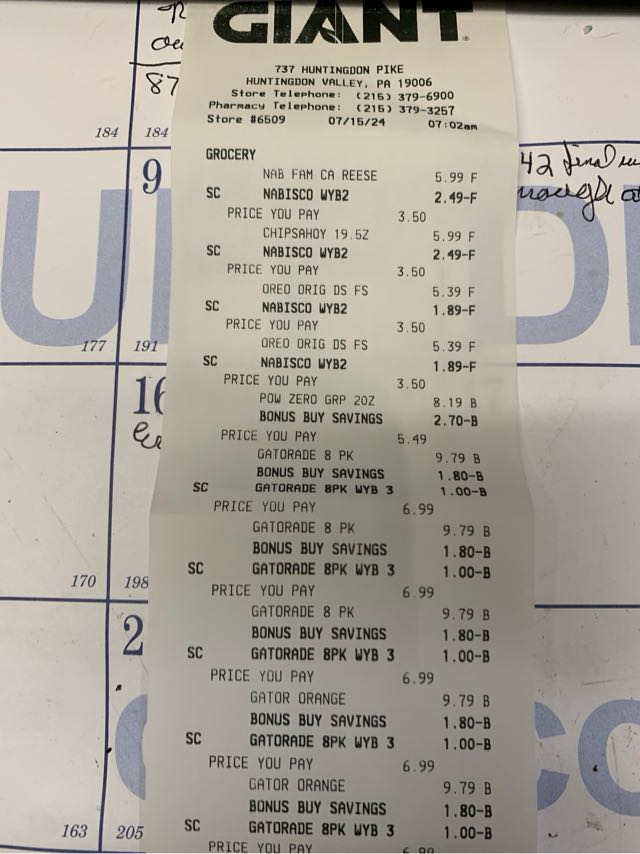 GIANT
737 HUNTINGDON PIKE
HUNTINGDON VALLEY, PA 19006
Store Telephone: (215) 379-6900
Pharmacy Telephone: (215) 379-3257
Store #6509 07/15/24 07:02am
GROCERY
NAB FAM CA REESE 5.99 F
SC NABISCO WYB2 2.49-F
PRICE YOU PAY 3.50
CHIPSAHOY 19.5Z 5.99 F
SC NABISCO WYB2 2.49-F
PRICE YOU PAY 3.50
OREO ORIG DS FS 5.39 F
SC NABISCO WYB2 1.89-F
PRICE YOU PAY 3.50
OREO ORIG DS FS 5.39 F
SC NABISCO WYB2 1.89-F
PRICE YOU PAY 3.50
POW ZERO GRP 20Z 8.19 B
BONUS BUY SAVINGS 2.70-B
PRICE YOU PAY 5.49
GATORADE 8 PK 9.79 B
BONUS BUY SAVINGS 1.80-B
SC GATORADE 8PK WYB 3 1.00-B
PRICE YOU PAY 6.99
GATORADE 8 PK 9.79 B
BONUS BUY SAVINGS 1.80-B
SC GATORADE 8PK WYB 3 1.00-B
PRICE YOU PAY 6.99
GATORADE 8 PK 9.79 B
BONUS BUY SAVINGS 1.80-B
SC GATORADE 8PK WYB 3 1.00-B
PRICE YOU PAY 6.99
GATOR ORANGE 9.79 B
BONUS BUY SAVINGS 1.80-B
SC GATORADE 8PK WYB 3 1.00-B
PRICE YOU PAY 6.99
GATOR ORANGE 9.79 B
BONUS BUY SAVINGS 1.80-B
SC GATORADE 8PK WYB 3 1.00-B
PRICE YOU PAY
87
184 184
9
177 191
16
170 198
2
163 205
42